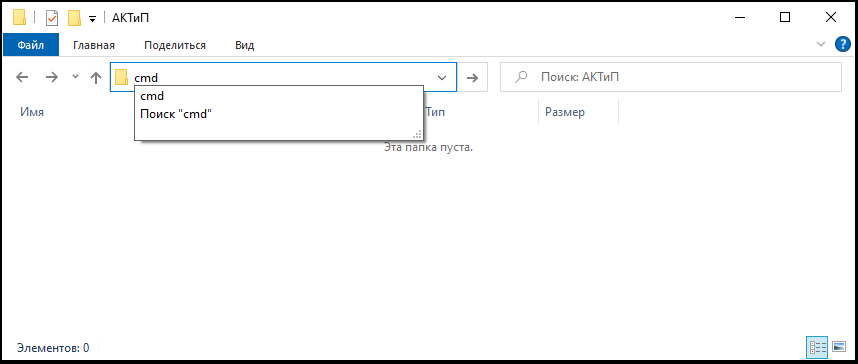 АКТиП
Файл Главная Поделиться Вид
cmd Поиск: АКТиП
cmd
Поиск "cmd"
Имя Тип Размер
Эта папка пуста.
Элементов: 0